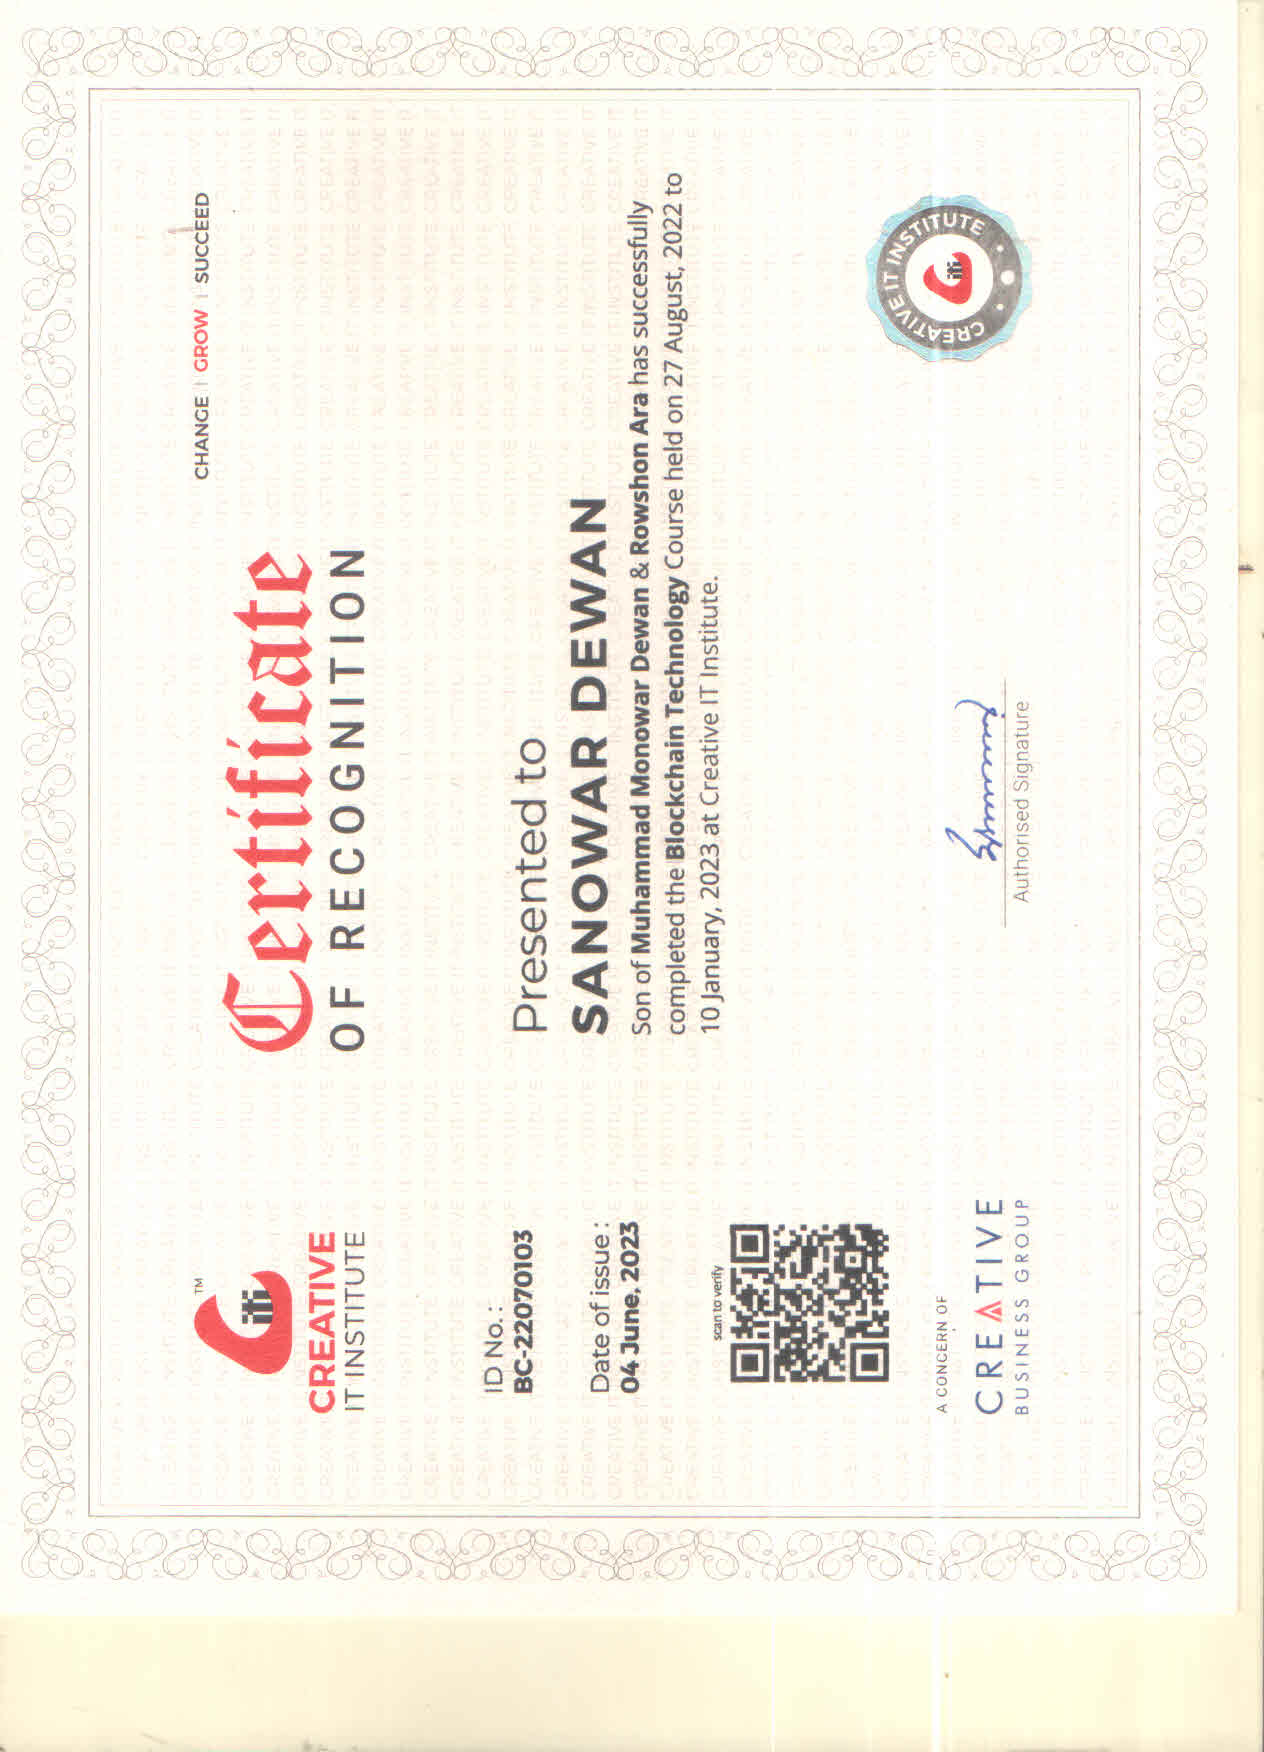 CHANGE | GROW | SUCCEED
TM
iti
CREATIVE
IT INSTITUTE
Certificate
OF RECOGNITION
ID No. :
BC-22070103
Date of issue :
04 June, 2023
scan to verify
Presented to
SANOWAR DEWAN
Son of Muhammad Monowar Dewan & Rowshon Ara has successfully
completed the Blockchain Technology Course held on 27 August, 2022 to
10 January, 2023 at Creative IT Institute.
A CONCERN OF
CREATIVE
BUSINESS GROUP
Authorised Signature
CREATIVE IT INSTITUTE
iti